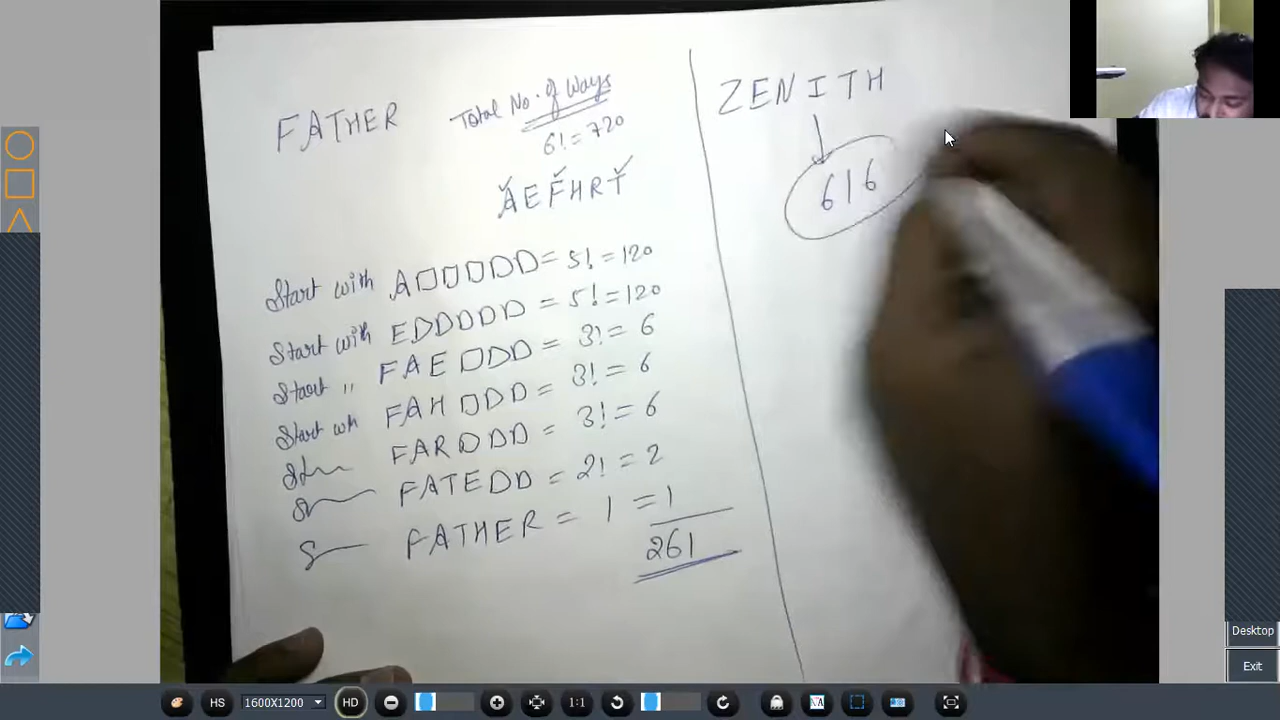 FATHER
Total No. of Ways
6! = 720
A E F H R T
Start with A□□□□□ = 5! = 120
Start with E□□□□□ = 5! = 120
Start " FAE□□□ = 3! = 6
Start wh FAH□□□ = 3! = 6
FAR□□□ = 3! = 6
FATE□□ = 2! = 2
FATHER = 1 = 1
261
ZENITH
616
HS
1600X1200
HD
1:1
Desktop
Exit